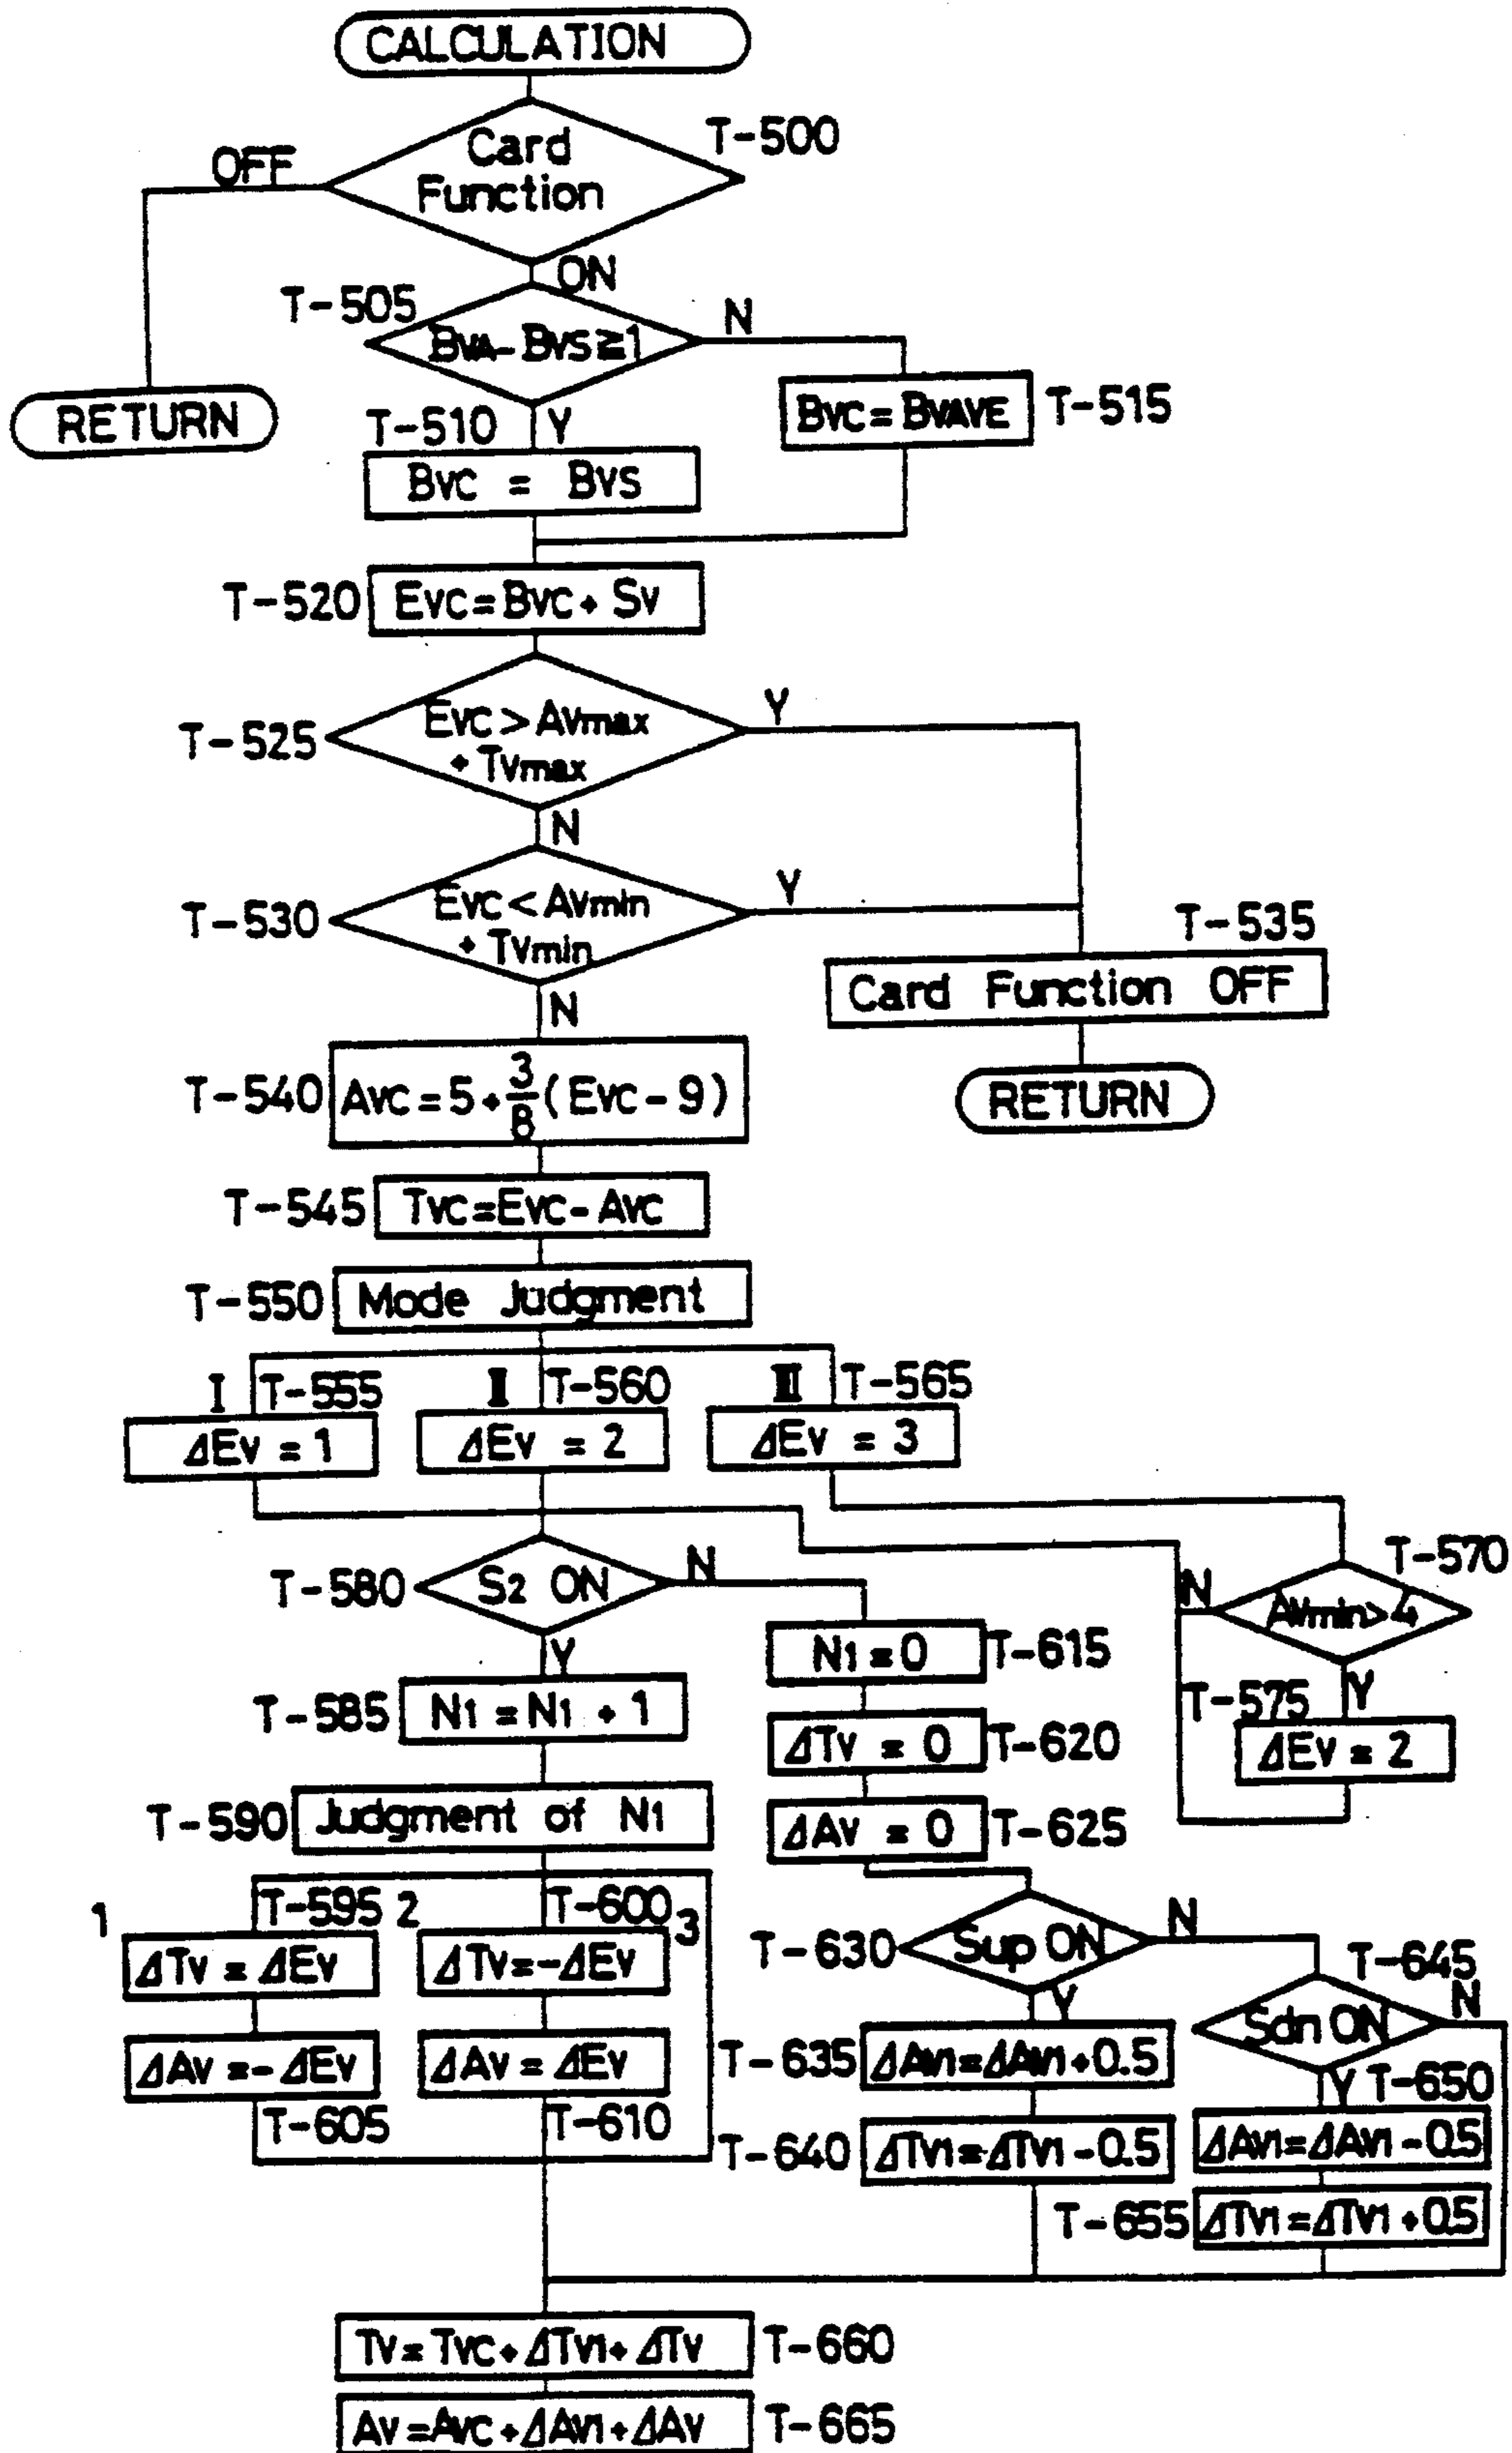 CALCULATION
T-500
Card
Function
OFF
ON
T-505
BVA-BVS≧1
N
RETURN
T-510
Y
BVC = BVAVE
T-515
BVC = BVS
T-520
EVC=BVC+SV
T-525
EVC>AVmax
+TVmax
Y
N
T-530
EVC<AVmin
+TVmin
Y
N
T-535
Card Function OFF
RETURN
T-540
AVC=5+3/8(EVC-9)
T-545
TVC=EVC-AVC
T-550
Mode Judgment
I
T-555
II
T-560
III
T-565
ΔEV = 1
ΔEV = 2
ΔEV = 3
T-570
AVmin>4
N
Y
T-575
ΔEV = 2
T-580
S2 ON
N
Y
T-585
N1=N1+1
N1=0
T-615
ΔTV = 0
T-620
ΔAV = 0
T-625
T-590
Judgment of N1
1
T-595
2
T-600
3
ΔTV = ΔEV
ΔTV=-ΔEV
ΔAV =-ΔEV
ΔAV = ΔEV
T-605
T-610
T-630
Sup ON
N
Y
T-635
ΔAV1=ΔAV1+0.5
T-640
ΔTV1=ΔTV1-0.5
T-645
Sdn ON
N
Y
T-650
ΔAV1=ΔAV1-0.5
T-655
ΔTV1=ΔTV1+0.5
TV=TVC+ΔTV1+ΔTV
T-660
AV=AVC+ΔAV1+ΔAV
T-665